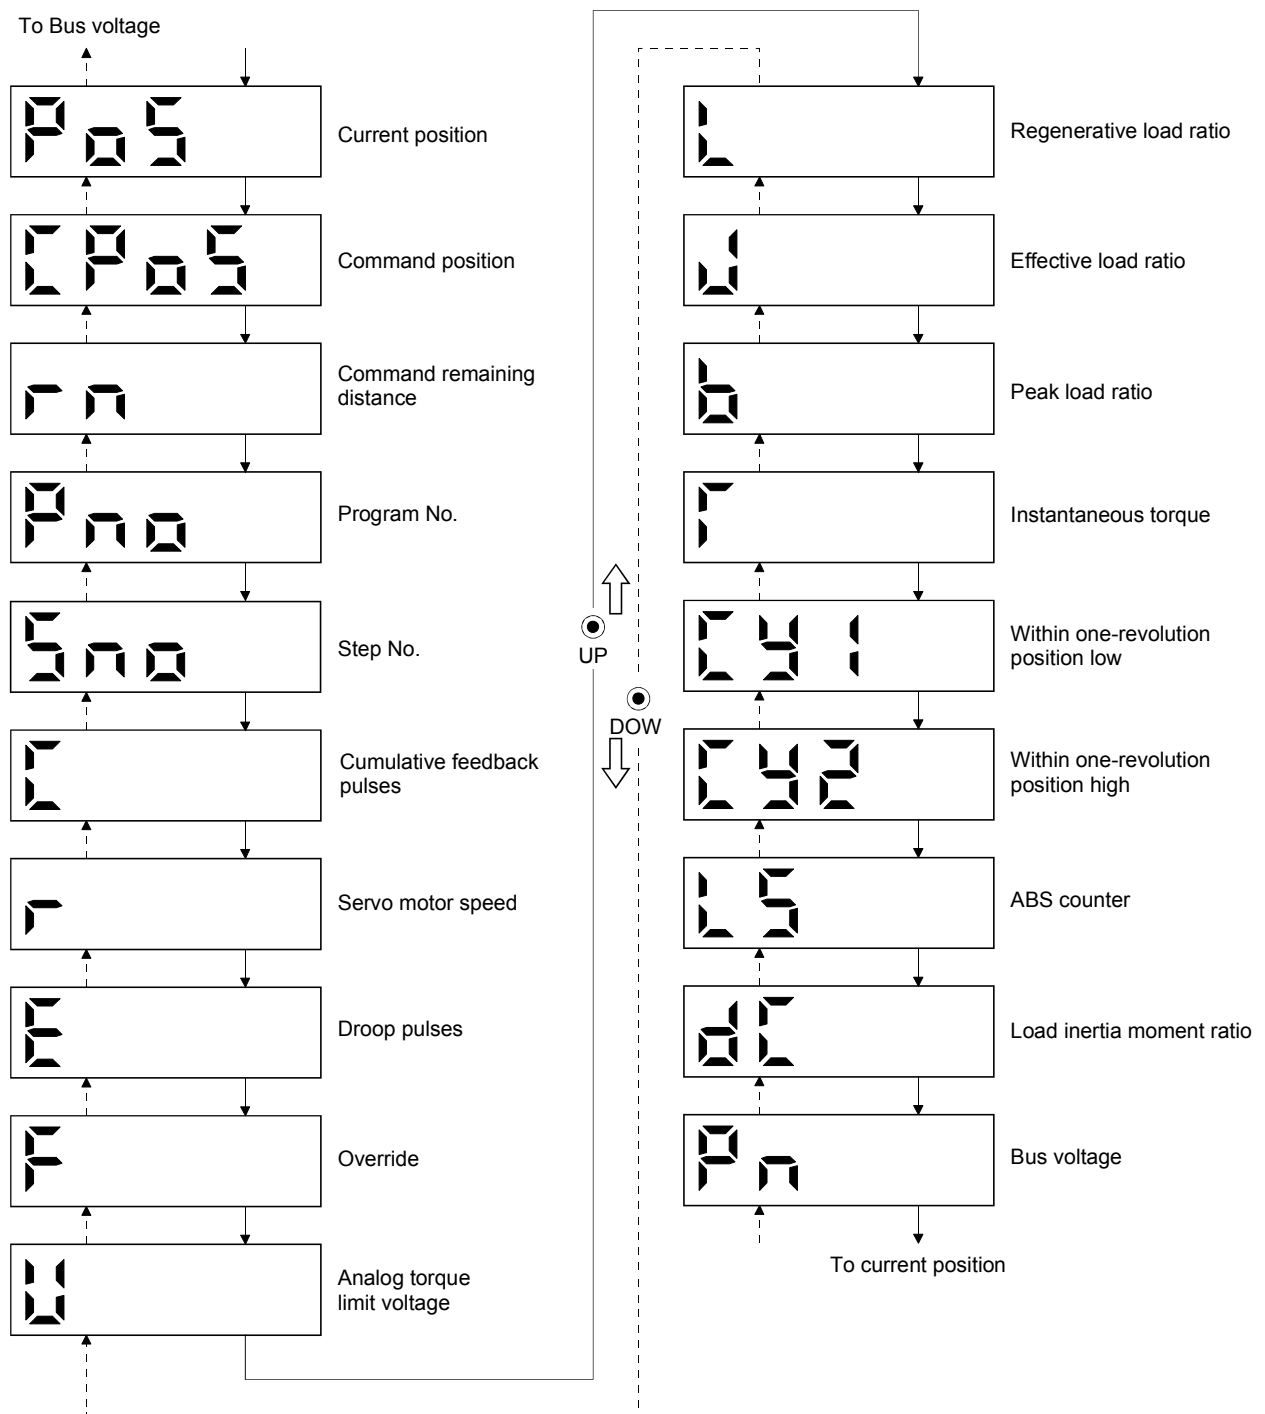 To Bus voltage
PoS
Current position
CPoS
Command position
rn
Command remaining
distance
Pno
Program No.
Sno
Step No.
C
Cumulative feedback
pulses
r
Servo motor speed
E
Droop pulses
F
Override
U
Analog torque
limit voltage
UP
DOW
L
Regenerative load ratio
J
Effective load ratio
b
Peak load ratio
T
Instantaneous torque
Cy1
Within one-revolution
position low
Cy2
Within one-revolution
position high
LS
ABS counter
dC
Load inertia moment ratio
Pn
Bus voltage
To current position